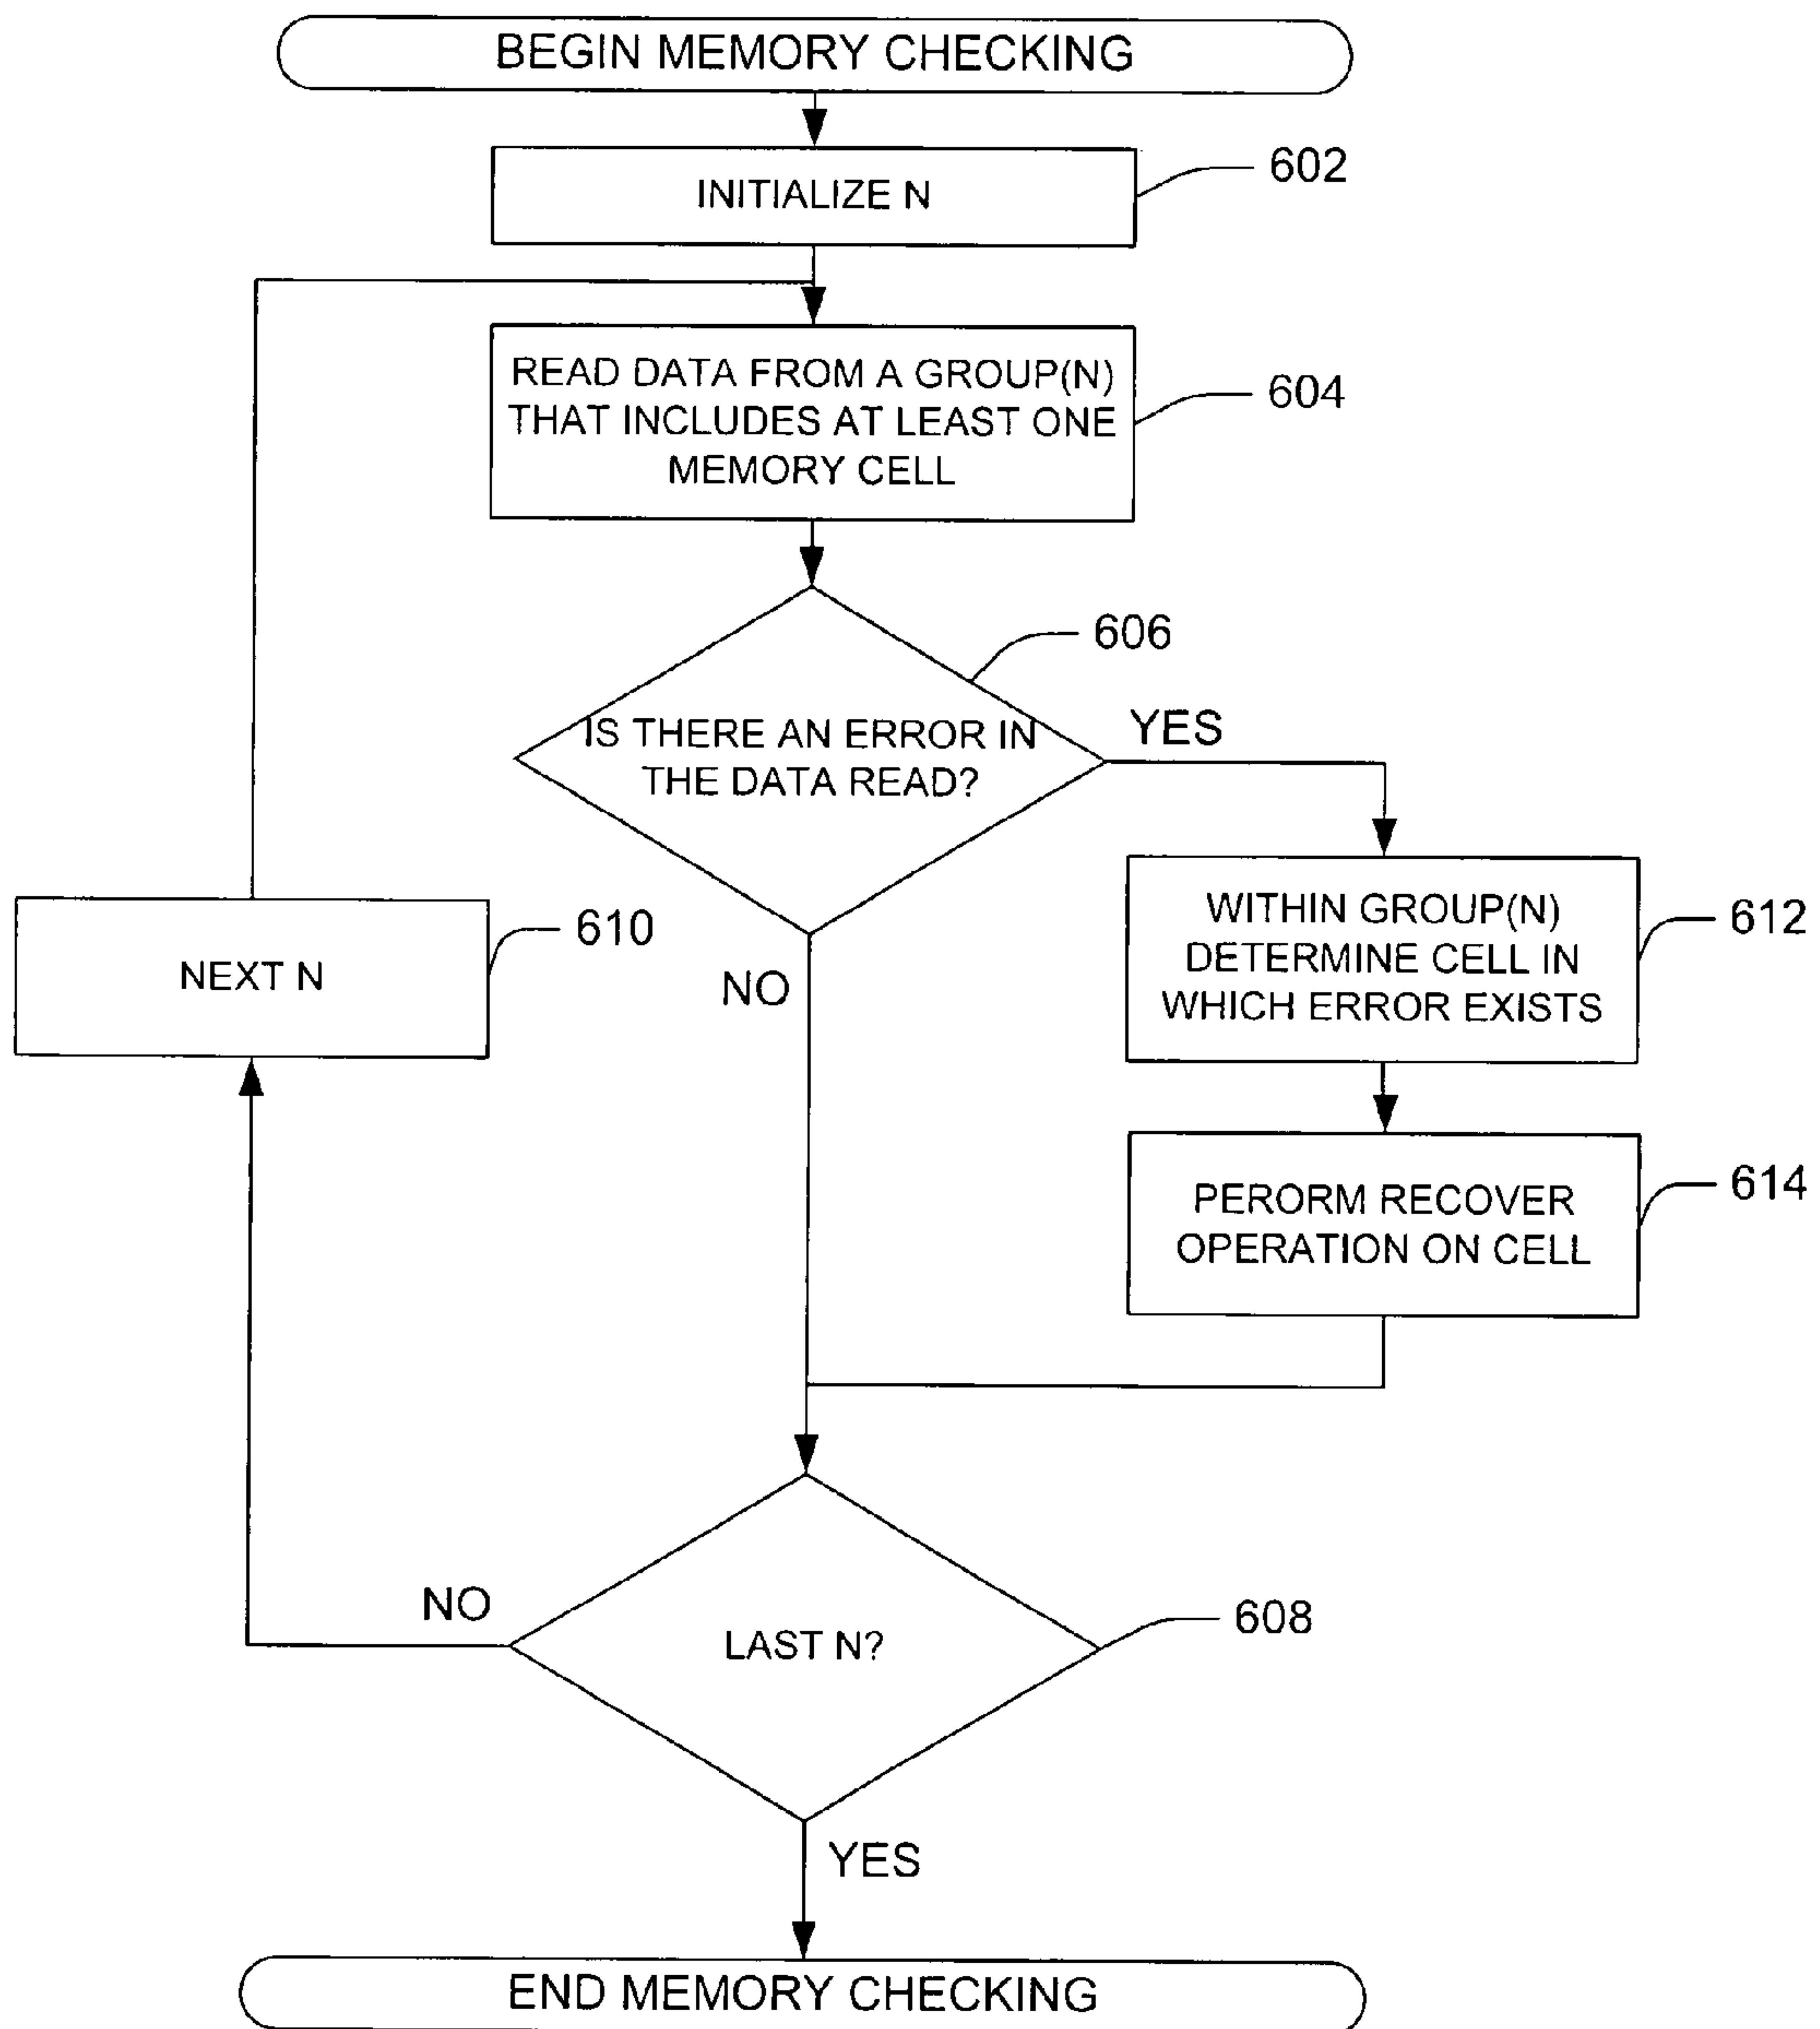 BEGIN MEMORY CHECKING
INITIALIZE N
602
READ DATA FROM A GROUP(N)
THAT INCLUDES AT LEAST ONE
MEMORY CELL
604
606
IS THERE AN ERROR IN
THE DATA READ?
YES
NO
WITHIN GROUP(N)
DETERMINE CELL IN
WHICH ERROR EXISTS
612
NEXT N
610
PERORM RECOVER
OPERATION ON CELL
614
NO
LAST N?
608
YES
END MEMORY CHECKING